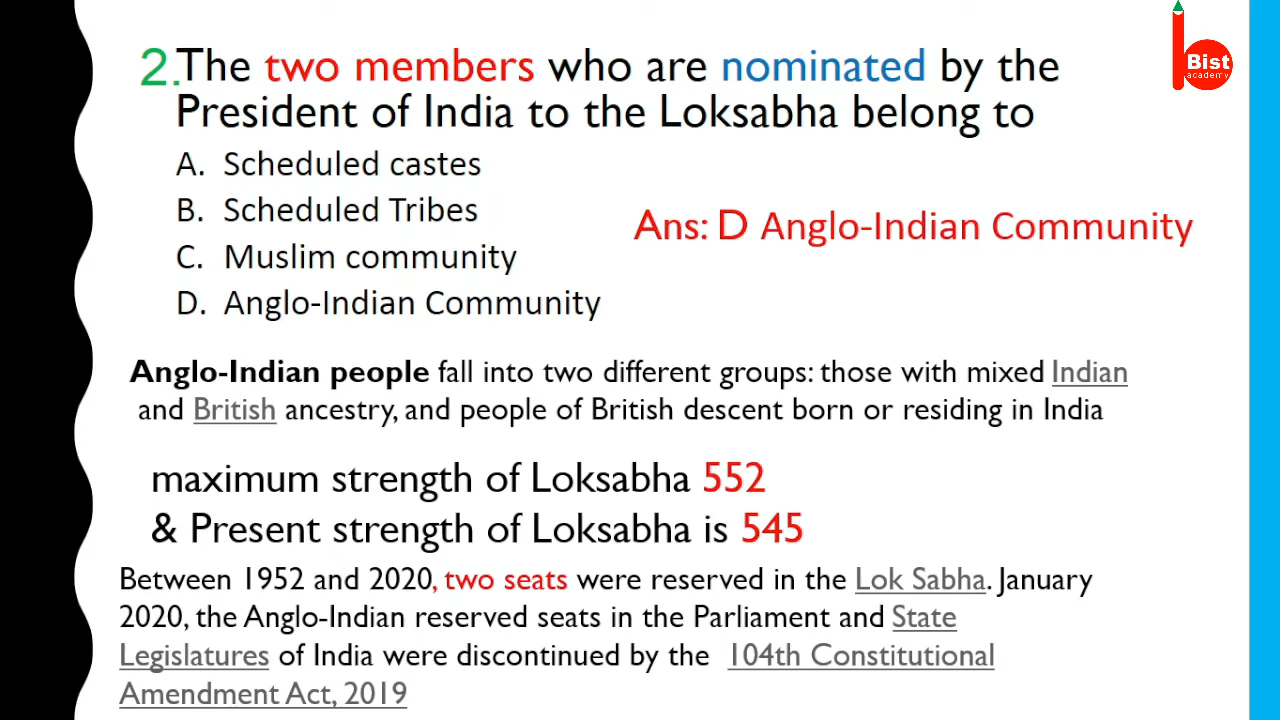 Bist
academy
2.The two members who are nominated by the
President of India to the Loksabha belong to
A. Scheduled castes
B. Scheduled Tribes
C. Muslim community
D. Anglo-Indian Community
Ans: D Anglo-Indian Community
Anglo-Indian people fall into two different groups: those with mixed Indian
and British ancestry, and people of British descent born or residing in India
maximum strength of Loksabha 552
& Present strength of Loksabha is 545
Between 1952 and 2020, two seats were reserved in the Lok Sabha. January
2020, the Anglo-Indian reserved seats in the Parliament and State
Legislatures of India were discontinued by the 104th Constitutional
Amendment Act, 2019